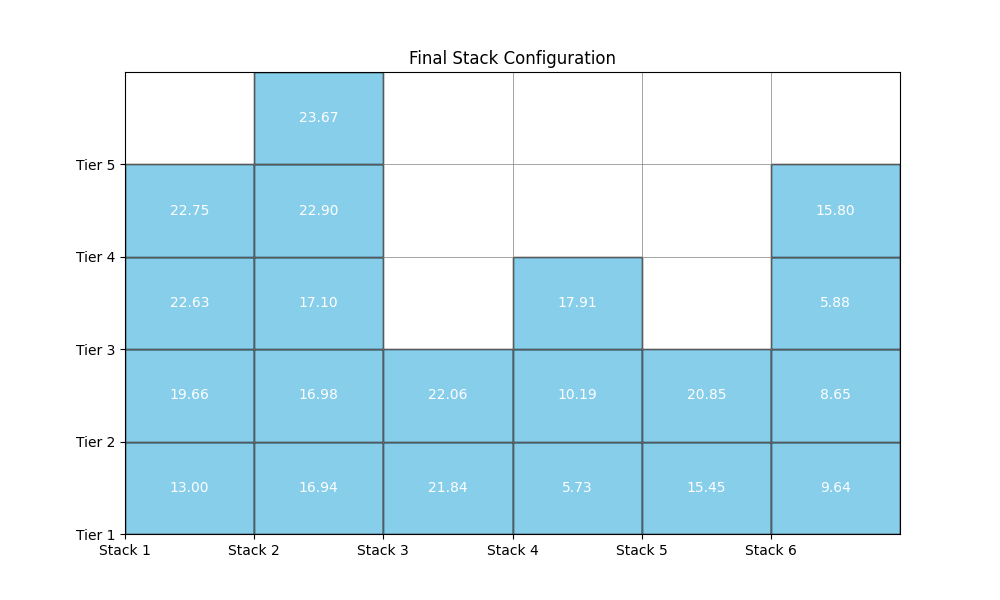 Final Stack Configuration
23.67
Tier 5
22.75 22.90 15.80
Tier 4
22.63 17.10 17.91 5.88
Tier 3
19.66 16.98 22.06 10.19 20.85 8.65
Tier 2
13.00 16.94 21.84 5.73 15.45 9.64
Tier 1
Stack 1 Stack 2 Stack 3 Stack 4 Stack 5 Stack 6